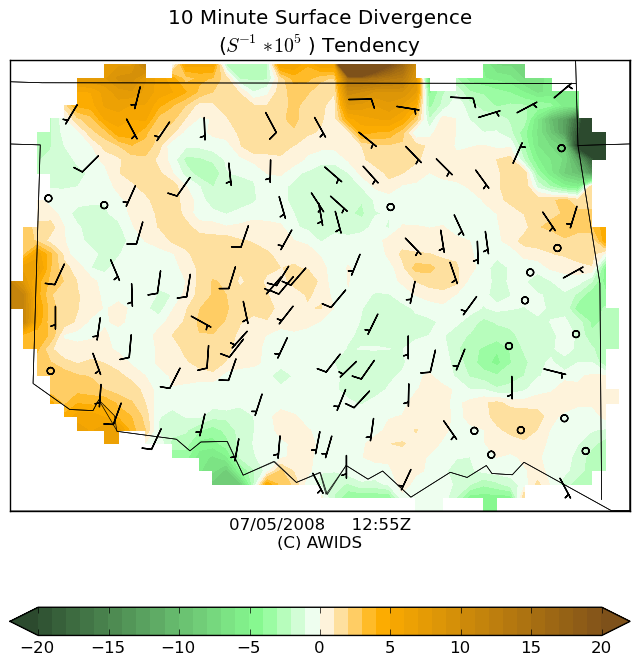 10 Minute Surface Divergence
(S⁻¹ * 10⁵ ) Tendency
07/05/2008 12:55Z
(C) AWIDS
−20 −15 −10 −5 0 5 10 15 20